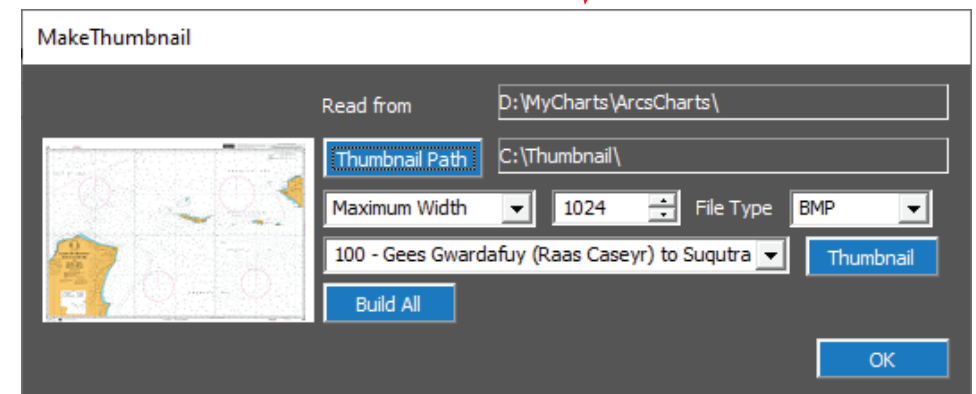 MakeThumbnail
Read from D:\MyCharts\ArcsCharts\
Thumbnail Path C:\Thumbnail\
Maximum Width 1024 File Type BMP
100 - Gees Gwardafuy (Raas Caseyr) to Suqutra Thumbnail
Build All
OK